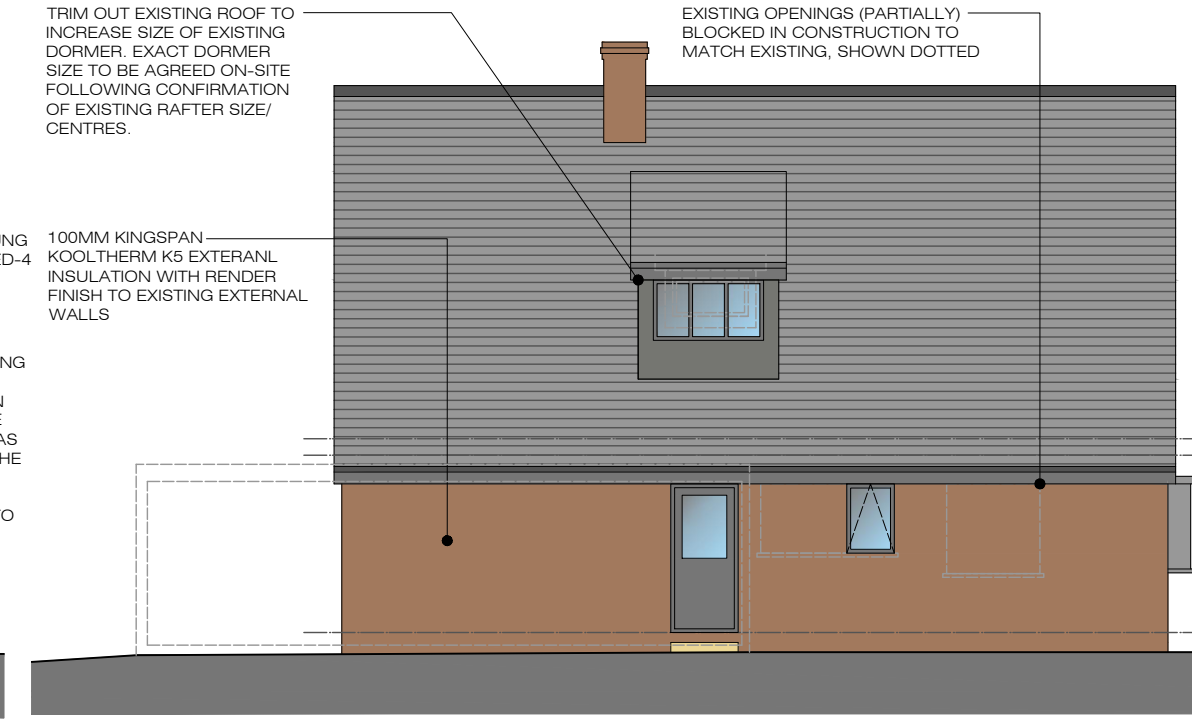 TRIM OUT EXISTING ROOF TO
INCREASE SIZE OF EXISTING
DORMER. EXACT DORMER
SIZE TO BE AGREED ON-SITE
FOLLOWING CONFIRMATION
OF EXISTING RAFTER SIZE/
CENTRES.
EXISTING OPENINGS (PARTIALLY)
BLOCKED IN CONSTRUCTION TO
MATCH EXISTING, SHOWN DOTTED
100MM KINGSPAN
KOOLTHERM K5 EXTERANL
INSULATION WITH RENDER
FINISH TO EXISTING EXTERNAL
WALLS